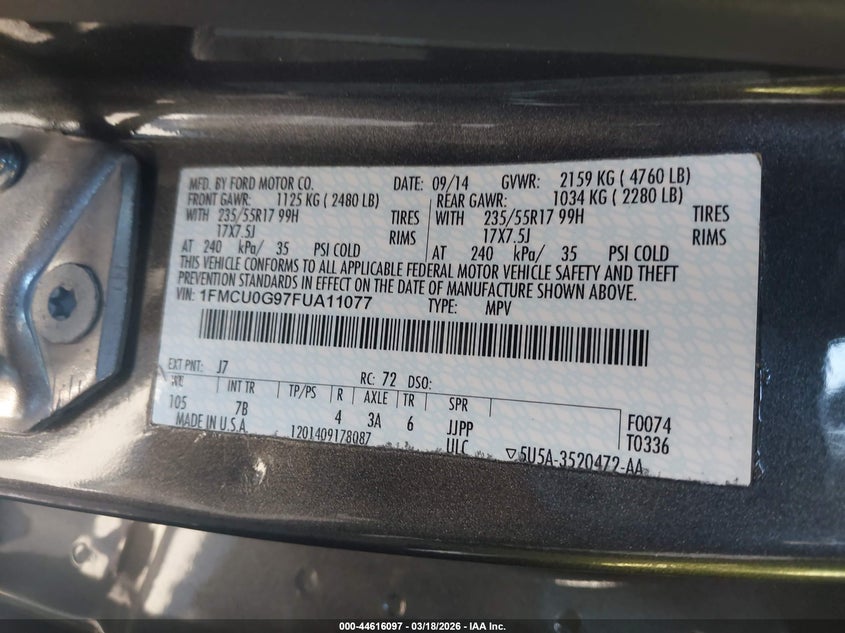 MFD. BY FORD MOTOR CO. DATE: 09/14 GVWR: 2159 KG ( 4760 LB)
FRONT GAWR: 1125 KG ( 2480 LB) REAR GAWR: 1034 KG ( 2280 LB)
WITH 235/55R17 99H TIRES WITH 235/55R17 99H TIRES
17X7.5J RIMS 17X7.5J RIMS
AT 240 kPa/ 35 PSI COLD AT 240 kPa/ 35 PSI COLD
THIS VEHICLE CONFORMS TO ALL APPLICABLE FEDERAL MOTOR VEHICLE SAFETY AND THEFT
PREVENTION STANDARDS IN EFFECT ON THE DATE OF MANUFACTURE SHOWN ABOVE.
VIN: 1FMCU0G97FUA11077 TYPE: MPV
EXT PNT: J7 RC: 72 DSO:
INT TR TP/PS R AXLE TR SPR
105 7B 4 3A 6 JJPP F0074
MADE IN U.S.A. 1201409178087 ULC ▽5U5A-3520472-AA T0336
000-44616097 - 03/18/2026 - IAA Inc.